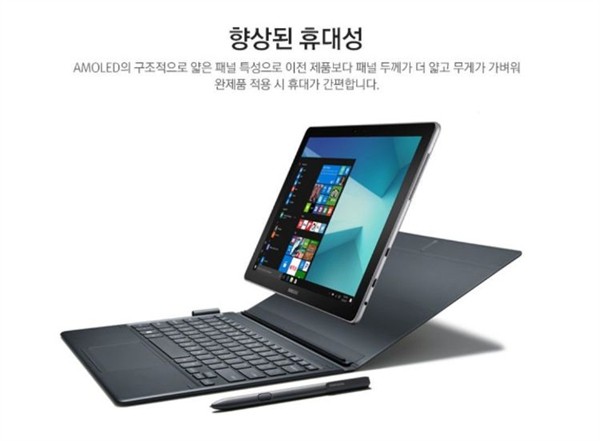 향상된 휴대성
AMOLED의 구조적으로 얇은 패널 특성으로 이전 제품보다 패널 두께가 더 얇고 무게가 가벼워
완제품 적용 시 휴대가 간편합니다.
SAMSUNG